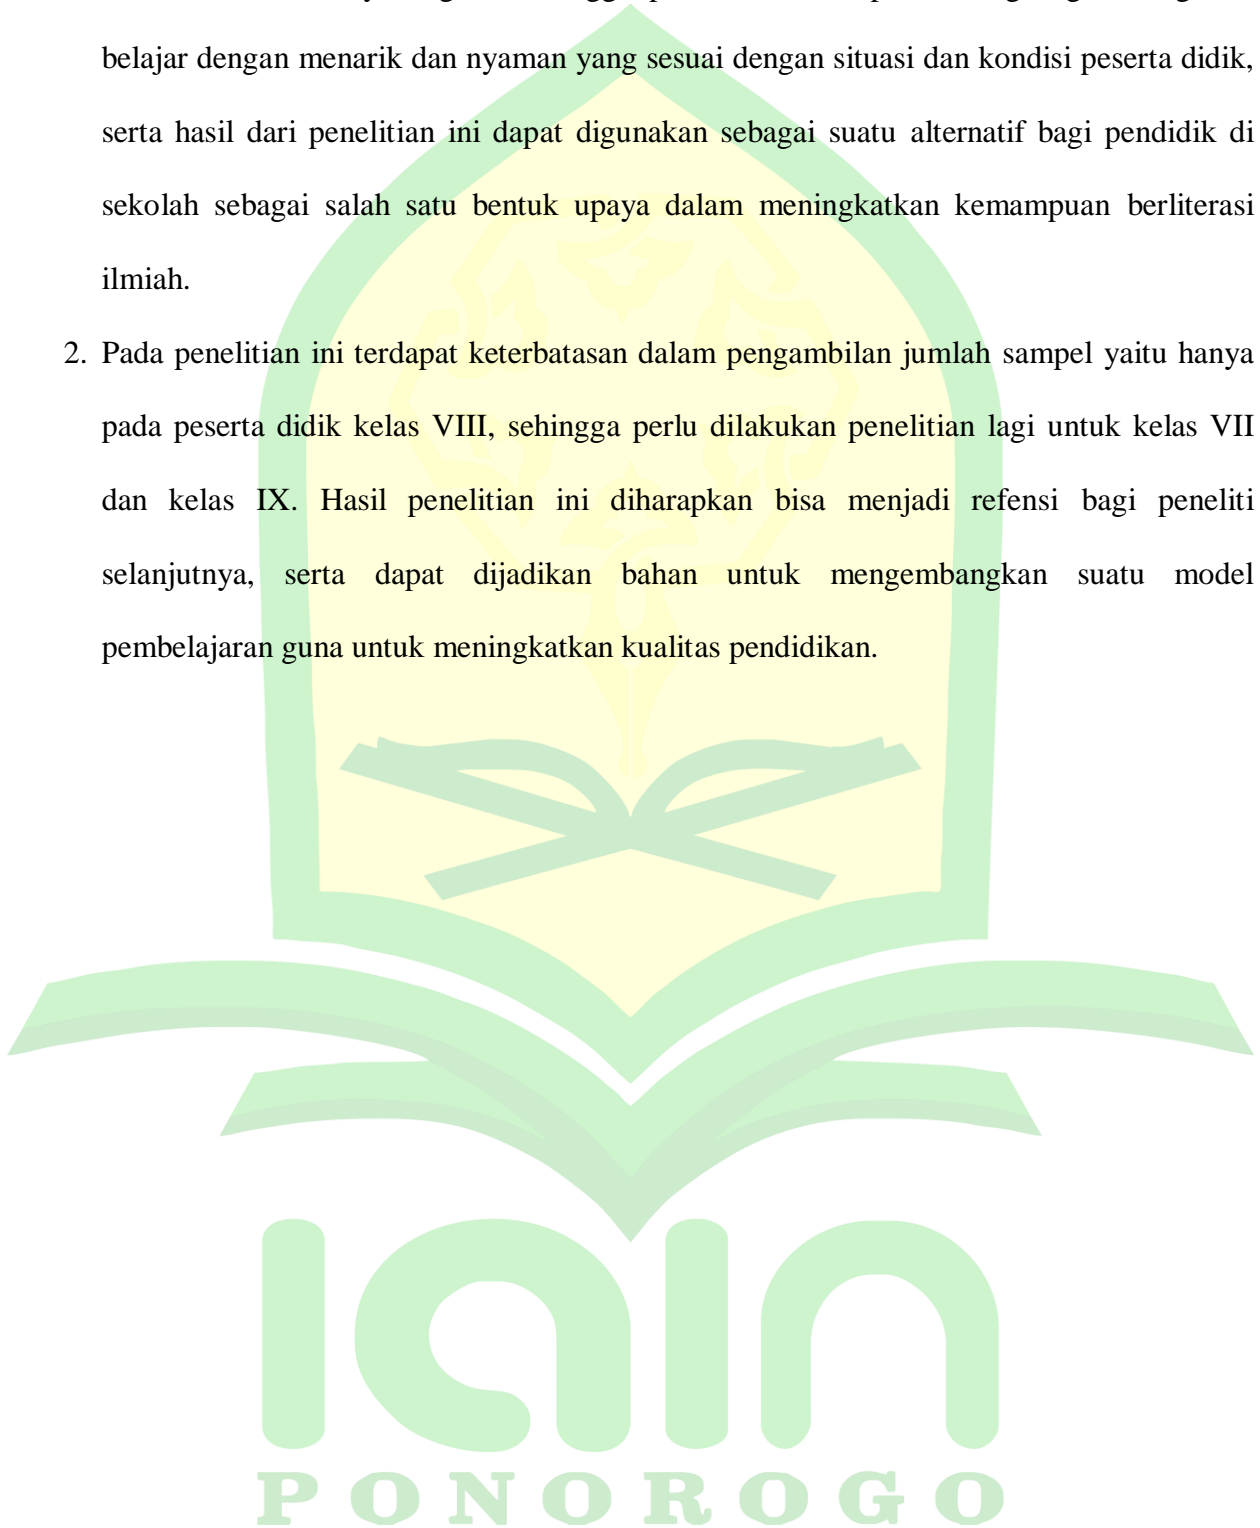 belajar dengan menarik dan nyaman yang sesuai dengan situasi dan kondisi peserta didik,
serta hasil dari penelitian ini dapat digunakan sebagai suatu alternatif bagi pendidik di
sekolah sebagai salah satu bentuk upaya dalam meningkatkan kemampuan berliterasi
ilmiah.
2. Pada penelitian ini terdapat keterbatasan dalam pengambilan jumlah sampel yaitu hanya
pada peserta didik kelas VIII, sehingga perlu dilakukan penelitian lagi untuk kelas VII
dan kelas IX. Hasil penelitian ini diharapkan bisa menjadi refensi bagi peneliti
selanjutnya, serta dapat dijadikan bahan untuk mengembangkan suatu model
pembelajaran guna untuk meningkatkan kualitas pendidikan.
iain
PONOROGO